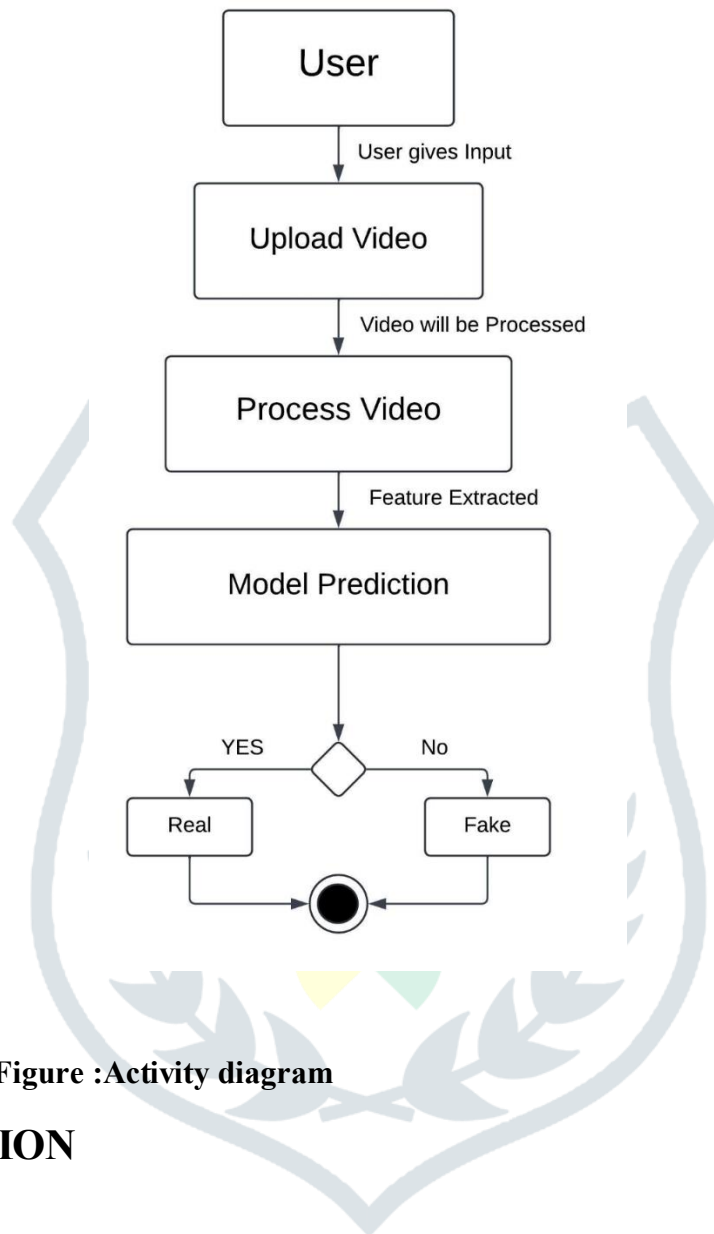 User
User gives Input
Upload Video
Video will be Processed
Process Video
Feature Extracted
Model Prediction
YES
No
Real
Fake
Figure :Activity diagram
ION